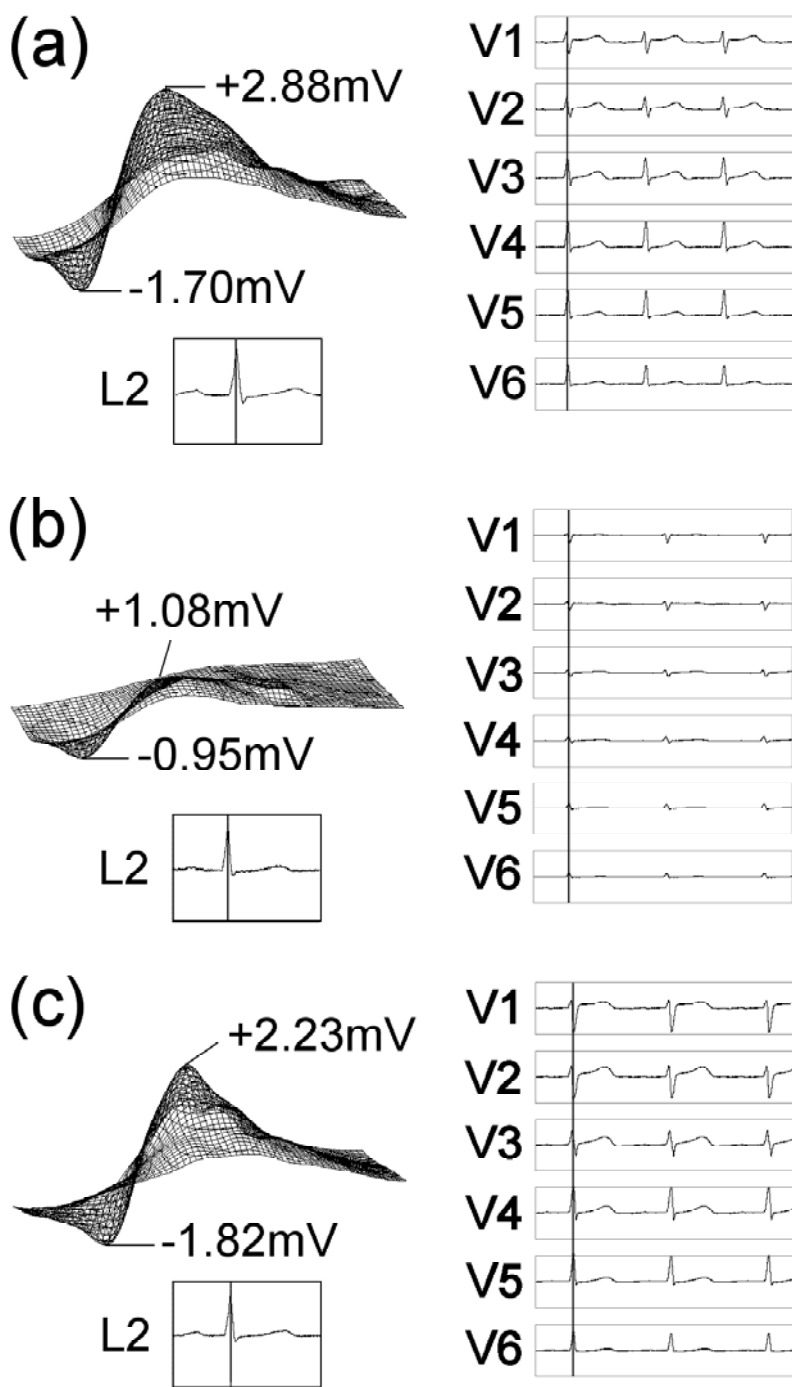 (a)
+2.88mV
-1.70mV
L2
V1
V2
V3
V4
V5
V6
(b)
+1.08mV
-0.95mV
L2
V1
V2
V3
V4
V5
V6
(c)
+2.23mV
-1.82mV
L2
V1
V2
V3
V4
V5
V6